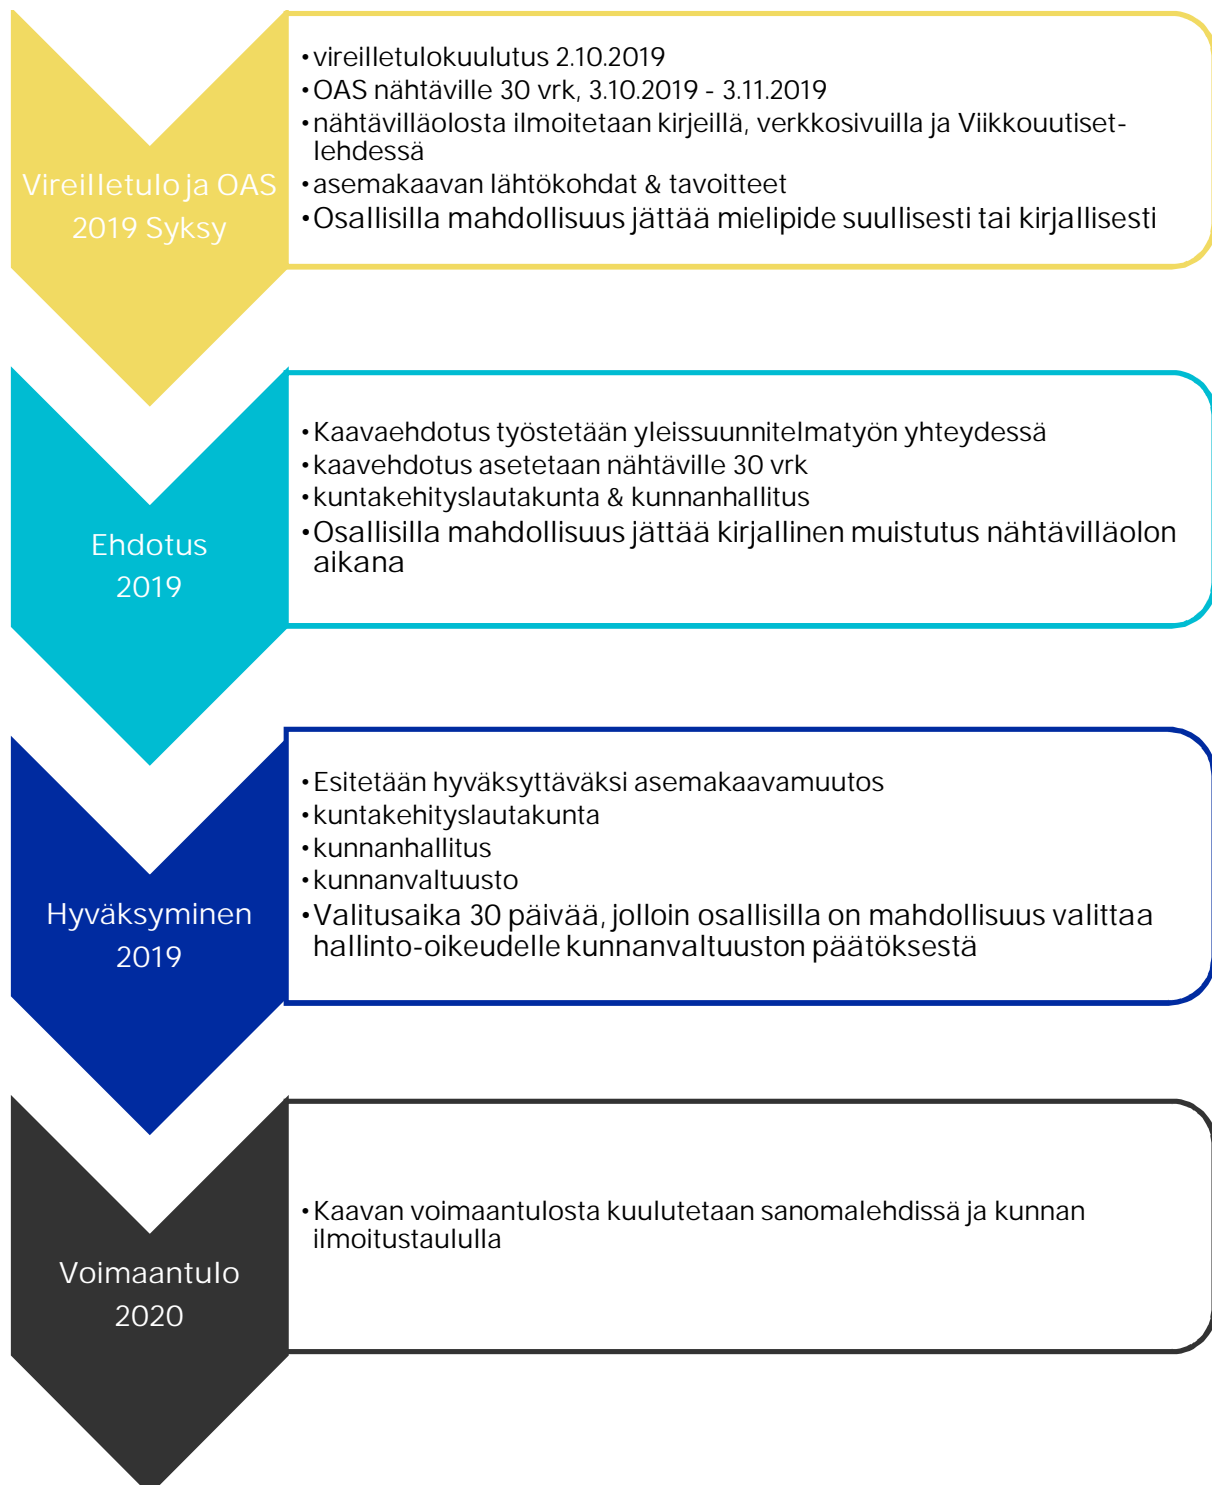 Vireilletulo ja OAS
2019 Syksy
•vireilletulokuulutus 2.10.2019
•OAS nähtäville 30 vrk, 3.10.2019 - 3.11.2019
•nähtävilläolosta ilmoitetaan kirjeillä, verkkosivuilla ja Viikkouutiset-
lehdessä
•asemakaavan lähtökohdat & tavoitteet
•Osallisilla mahdollisuus jättää mielipide suullisesti tai kirjallisesti
Ehdotus
2019
•Kaavaehdotus työstetään yleissuunnitelmatyön yhteydessä
•kaavehdotus asetetaan nähtäville 30 vrk
•kuntakehityslautakunta & kunnanhallitus
•Osallisilla mahdollisuus jättää kirjallinen muistutus nähtävilläolon
aikana
Hyväksyminen
2019
•Esitetään hyväksyttäväksi asemakaavamuutos
•kuntakehityslautakunta
•kunnanhallitus
•kunnanvaltuusto
•Valitusaika 30 päivää, jolloin osallisilla on mahdollisuus valittaa
hallinto-oikeudelle kunnanvaltuuston päätöksestä
Voimaantulo
2020
•Kaavan voimaantulosta kuulutetaan sanomalehdissä ja kunnan
ilmoitustaululla